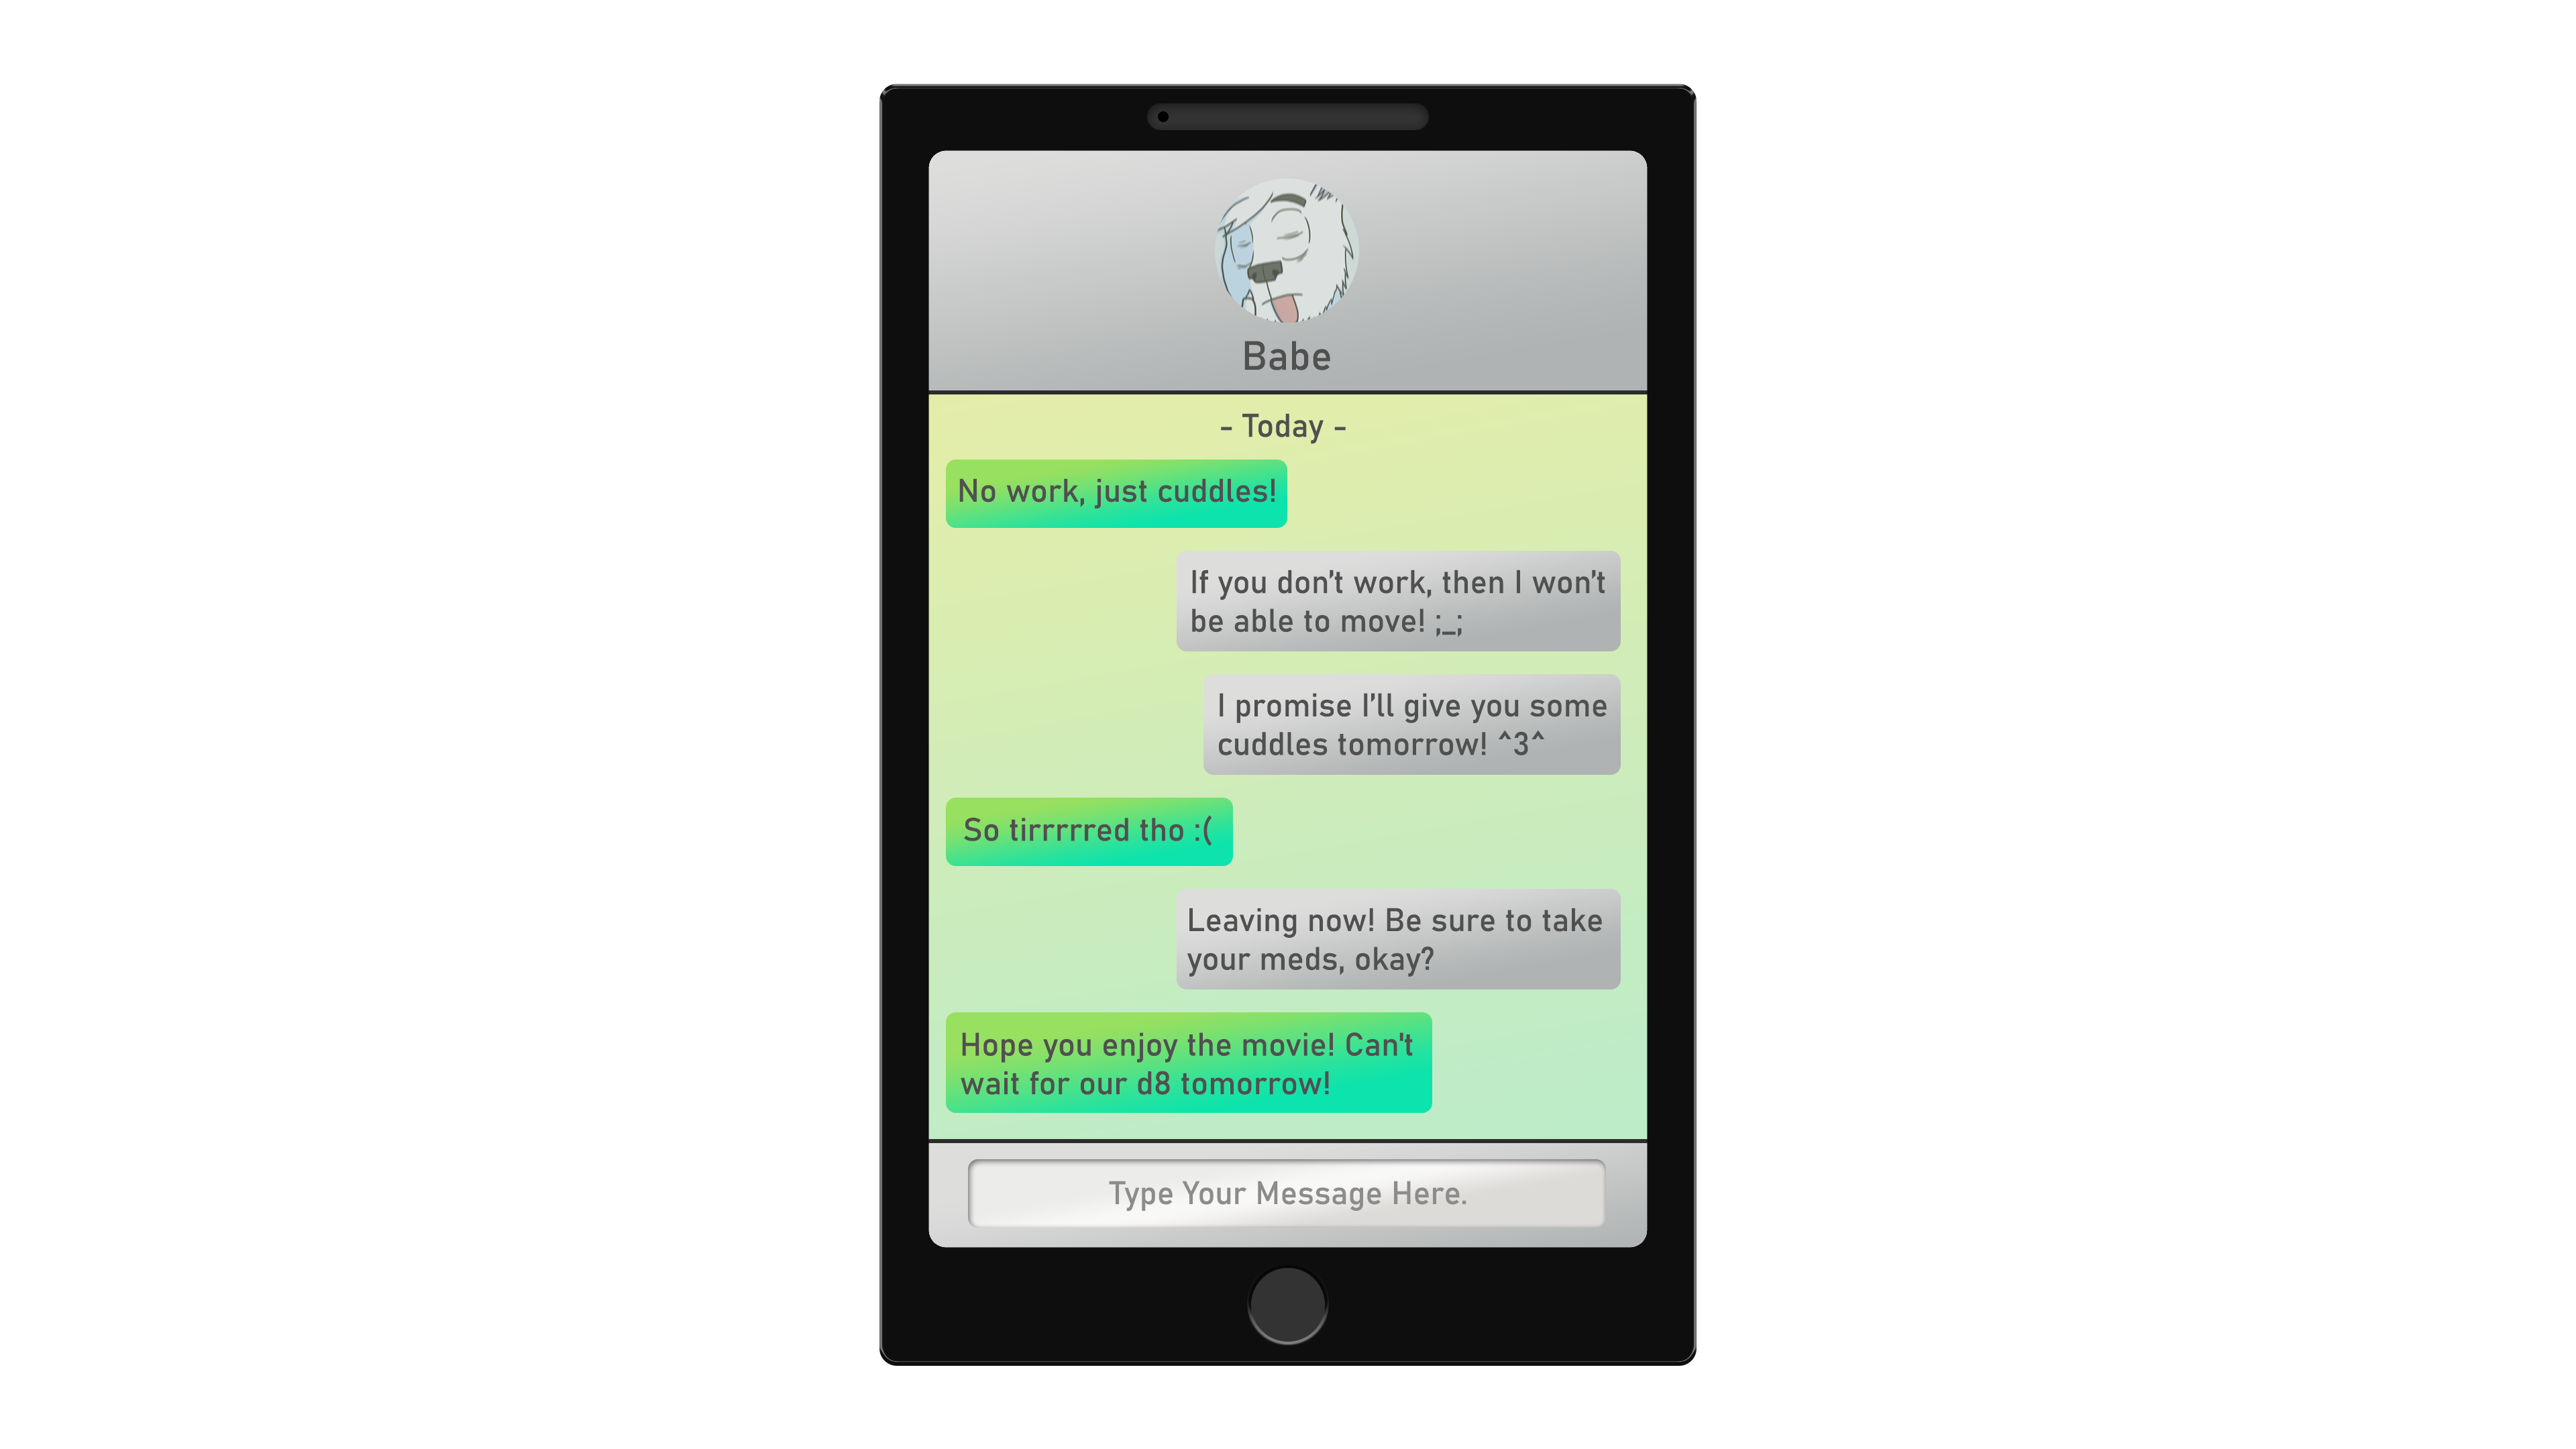 Babe
- Today -
No work, just cuddles!
If you don’t work, then I won’t
be able to move! ;_;
I promise I’ll give you some
cuddles tomorrow! ^3^
So tirrrrred tho :(
Leaving now! Be sure to take
your meds, okay?
Hope you enjoy the movie! Can't
wait for our d8 tomorrow!
Type Your Message Here.